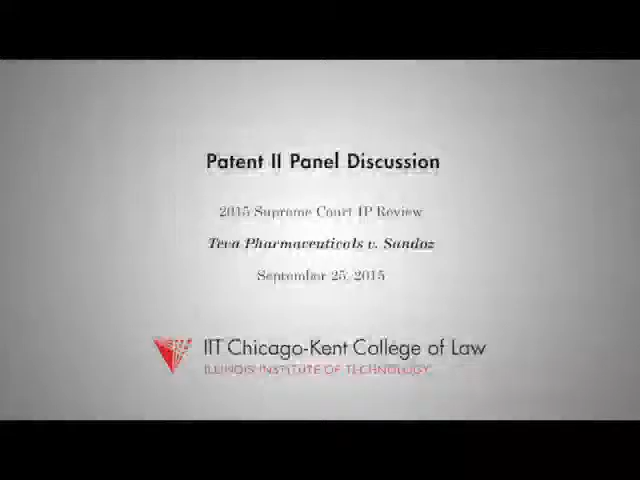 Patent II Panel Discussion
2015 Supreme Court IP Review
Teva Pharmaceuticals v. Sandoz
September 25, 2015
IIT Chicago-Kent College of Law
ILLINOIS INSTITUTE OF TECHNOLOGY